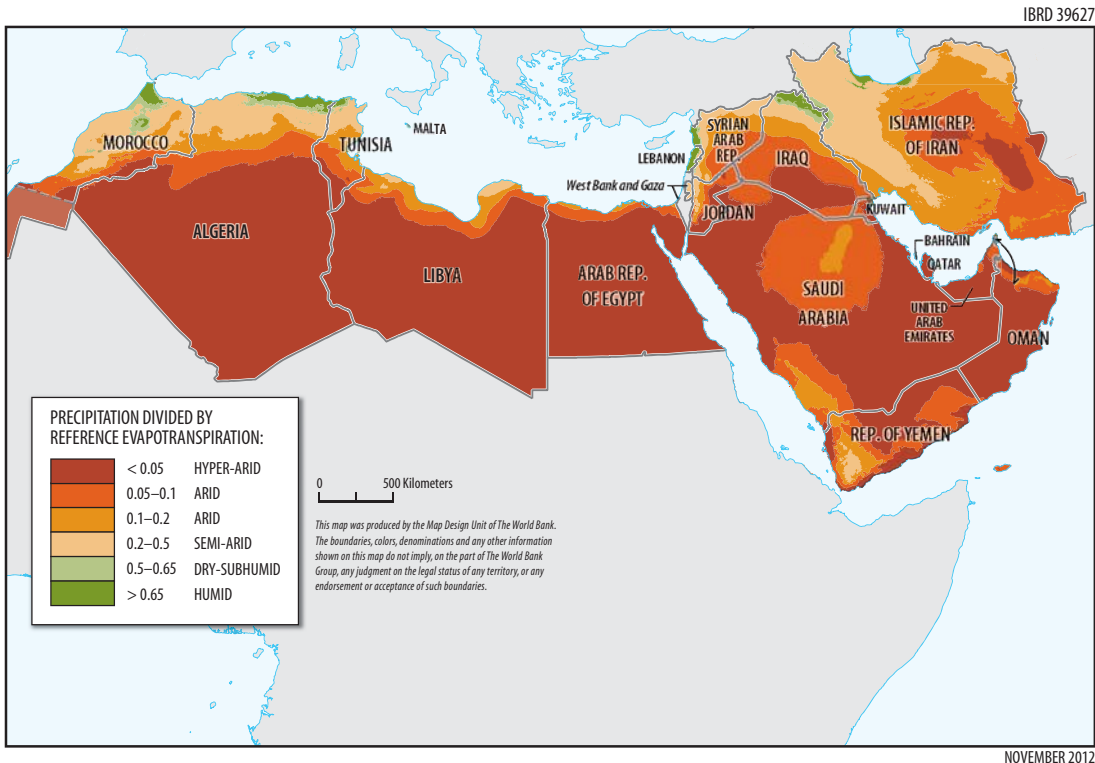 IBRD 39627
MALTA
MOROCCO
TUNISIA
SYRIAN
ARAB
REP.
ISLAMIC REP.
OF IRAN
LEBANON
IRAQ
West Bank and Gaza
JORDAN
KUWAIT
ALGERIA
LIBYA
ARAB REP.
OF EGYPT
BAHRAIN
QATAR
SAUDI
ARABIA
UNITED
ARAB
EMIRATES
OMAN
REP. OF YEMEN
PRECIPITATION DIVIDED BY
REFERENCE EVAPOTRANSPIRATION:
< 0.05 HYPER-ARID
0.05–0.1 ARID
0.1–0.2 ARID
0.2–0.5 SEMI-ARID
0.5–0.65 DRY-SUBHUMID
> 0.65 HUMID
0 500 Kilometers
This map was produced by the Map Design Unit of The World Bank.
The boundaries, colors, denominations and any other information
shown on this map do not imply, on the part of The World Bank
Group, any judgment on the legal status of any territory, or any
endorsement or acceptance of such boundaries.
NOVEMBER 2012